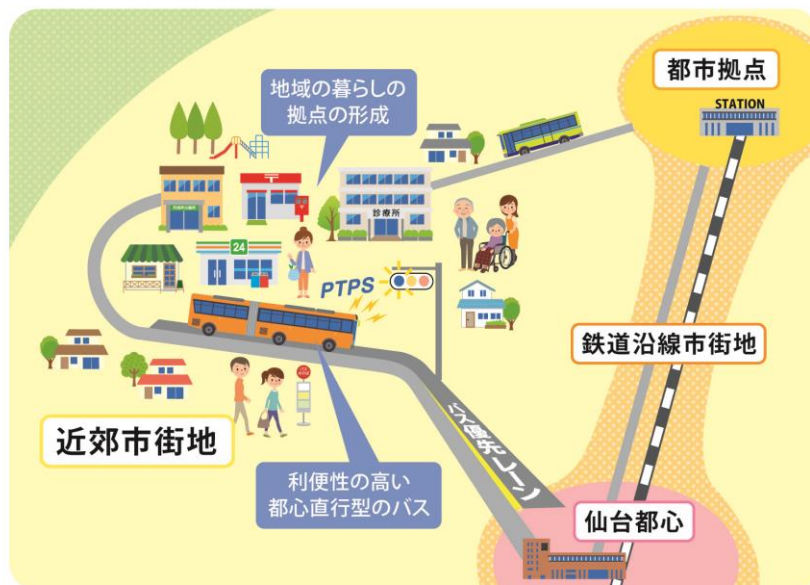 地域の暮らしの
拠点の形成
都市拠点
STATION
〒
診療所
24
PTPS
鉄道沿線市街地
バス優先レーン
近郊市街地
利便性の高い
都心直行型のバス
仙台都心